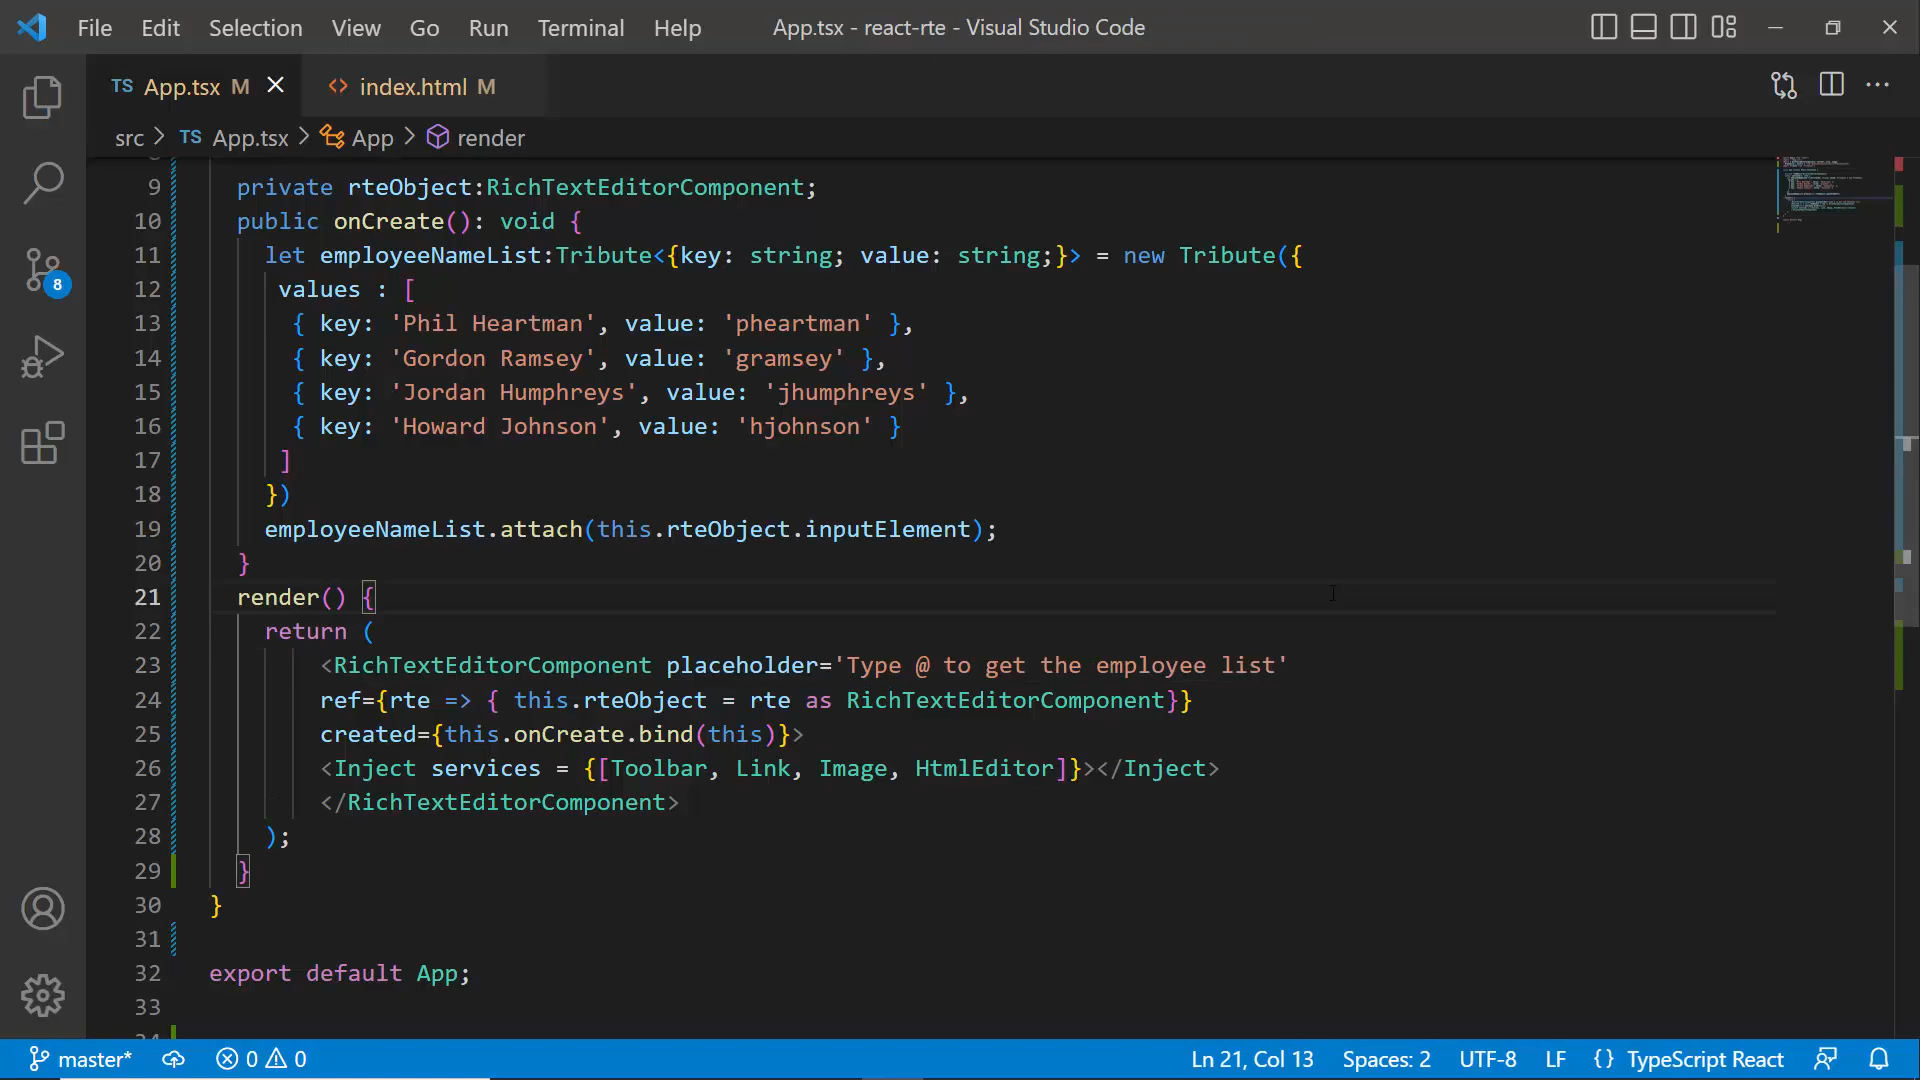 File Edit Selection View Go Run Terminal Help App.tsx - react-rte - Visual Studio Code
TS App.tsx M index.html M
src > TS App.tsx > App > render
9 private rteObject:RichTextEditorComponent;
10 public onCreate(): void {
11 let employeeNameList:Tribute<{key: string; value: string;}> = new Tribute({
12 values : [
13 { key: 'Phil Heartman', value: 'pheartman' },
14 { key: 'Gordon Ramsey', value: 'gramsey' },
15 { key: 'Jordan Humphreys', value: 'jhumphreys' },
16 { key: 'Howard Johnson', value: 'hjohnson' }
17 ]
18 })
19 employeeNameList.attach(this.rteObject.inputElement);
20 }
21 render() {
22 return (
23 <RichTextEditorComponent placeholder='Type @ to get the employee list'
24 ref={rte => { this.rteObject = rte as RichTextEditorComponent}}
25 created={this.onCreate.bind(this)}>
26 <Inject services = {[Toolbar, Link, Image, HtmlEditor]}></Inject>
27 </RichTextEditorComponent>
28 );
29 }
30 }
31
32 export default App;
33
8
master* 0 0 Ln 21, Col 13 Spaces: 2 UTF-8 LF {} TypeScript React